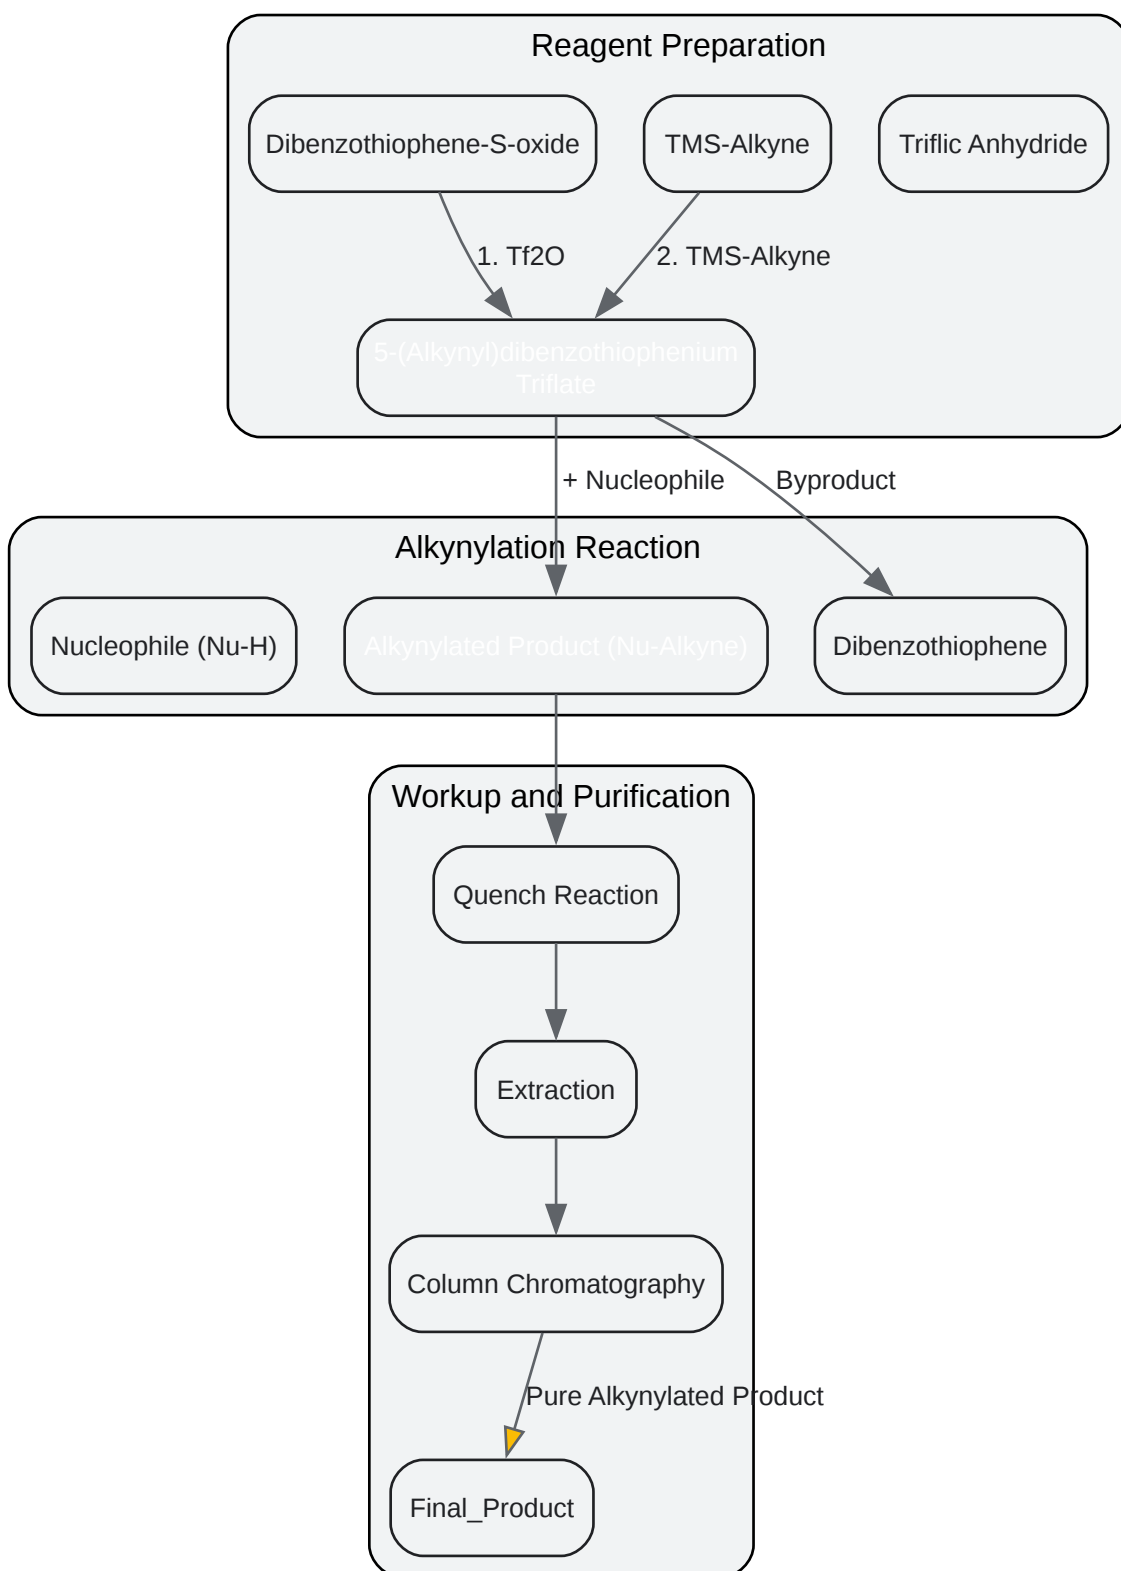 Reagent Preparation
Dibenzothiophene-S-oxide
TMS-Alkyne
Triflic Anhydride
1. Tf2O
2. TMS-Alkyne
5-(Alkynyl)dibenzothiophenium
Triflate
+ Nucleophile
Byproduct
Alkynylation Reaction
Nucleophile (Nu-H)
Alkynylated Product (Nu-Alkyne)
Dibenzothiophene
Workup and Purification
Quench Reaction
Extraction
Column Chromatography
Pure Alkynylated Product
Final_Product